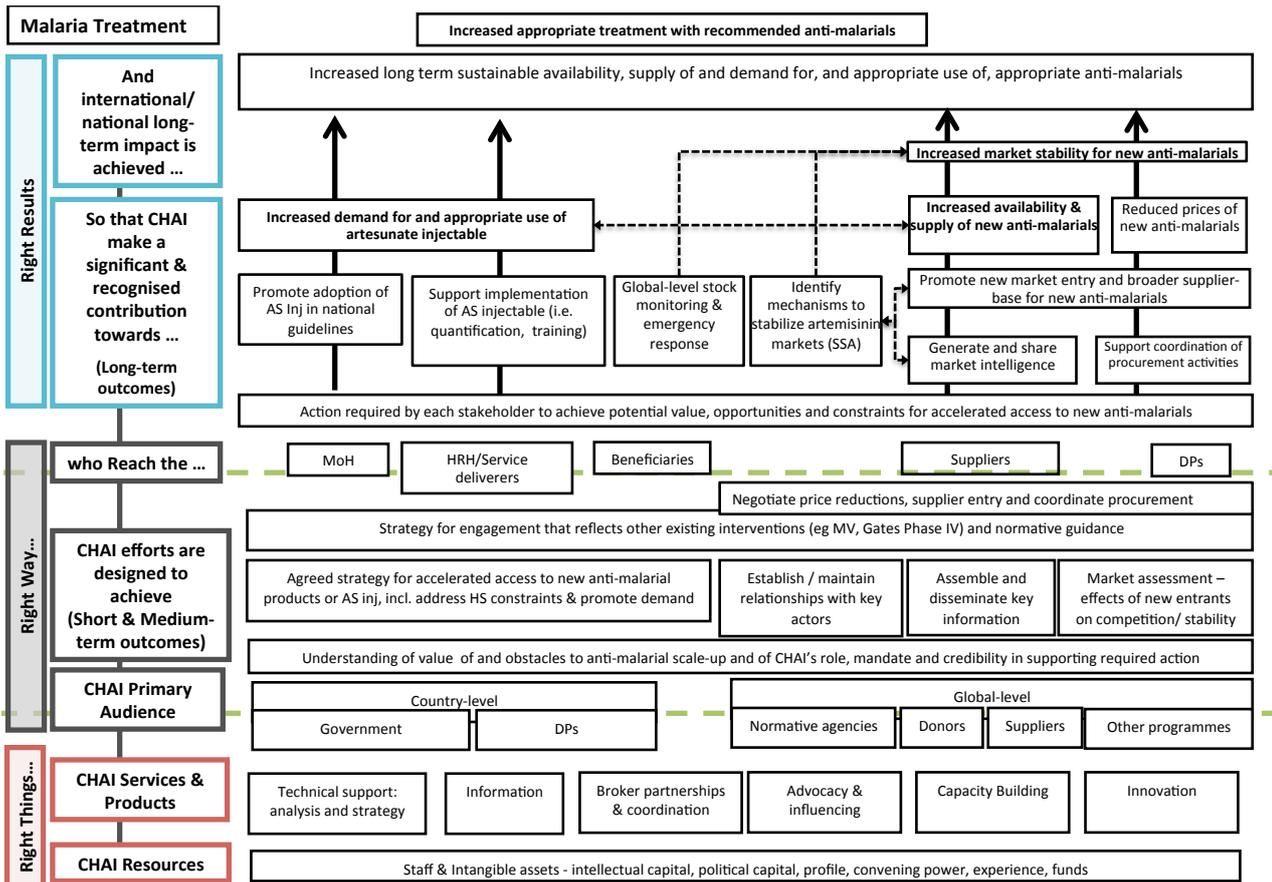 Malaria Treatment
Increased appropriate treatment with recommended anti-malarials
Right Results
And
international/
national long-
term impact is
achieved …
Increased long term sustainable availability, supply of and demand for, and appropriate use of, appropriate anti-malarials
Increased market stability for new anti-malarials
So that CHAI
make a
significant &
recognised
contribution
towards …
(Long-term
outcomes)
Increased demand for and appropriate use of
artesunate injectable
Increased availability &
supply of new anti-malarials
Reduced prices of
new anti-malarials
Promote adoption of
AS Inj in national
guidelines
Support implementation
of AS injectable (i.e.
quantification, training)
Global-level stock
monitoring &
emergency
response
Identify
mechanisms to
stabilize artemisinin
markets (SSA)
Promote new market entry and broader supplier-
base for new anti-malarials
Generate and share
market intelligence
Support coordination of
procurement activities
Action required by each stakeholder to achieve potential value, opportunities and constraints for accelerated access to new anti-malarials
Right Way…
who Reach the …
MoH
HRH/Service
deliverers
Beneficiaries
Suppliers
DPs
Negotiate price reductions, supplier entry and coordinate procurement
Strategy for engagement that reflects other existing interventions (eg MV, Gates Phase IV) and normative guidance
CHAI efforts are
designed to
achieve
(Short & Medium-
term outcomes)
Agreed strategy for accelerated access to new anti-malarial
products or AS inj, incl. address HS constraints & promote demand
Establish / maintain
relationships with key
actors
Assemble and
disseminate key
information
Market assessment –
effects of new entrants
on competition/ stability
Understanding of value of and obstacles to anti-malarial scale-up and of CHAI's role, mandate and credibility in supporting required action
CHAI Primary
Audience
Country-level
Government
DPs
Global-level
Normative agencies
Donors
Suppliers
Other programmes
Right Things…
CHAI Services &
Products
Technical support:
analysis and strategy
Information
Broker partnerships
& coordination
Advocacy &
influencing
Capacity Building
Innovation
CHAI Resources
Staff & Intangible assets - intellectual capital, political capital, profile, convening power, experience, funds